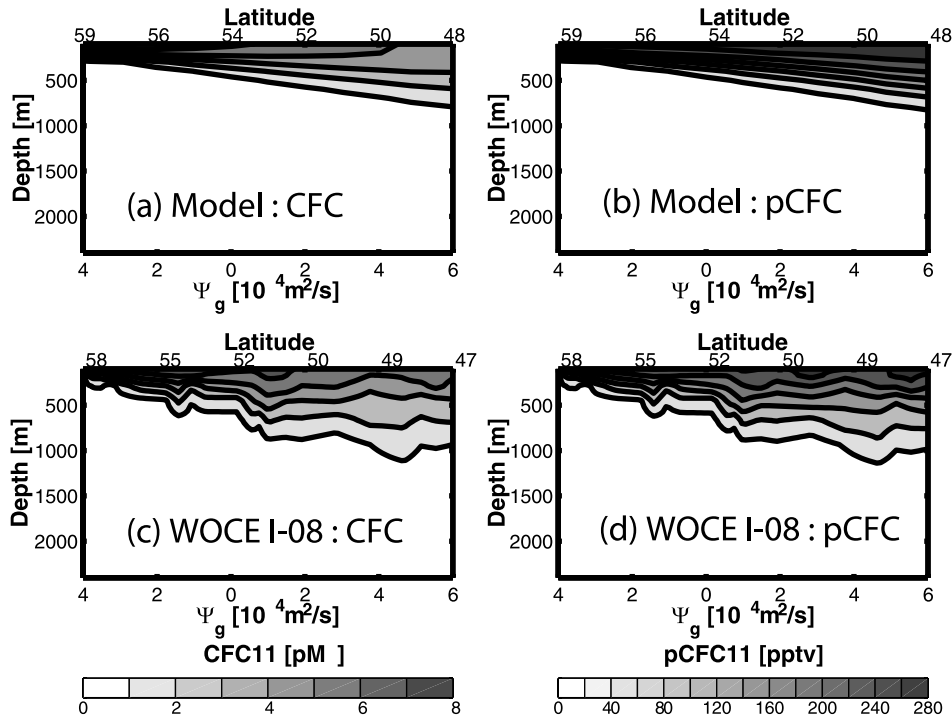 Latitude
59 56 54 52 50 48
Depth [m]
500
1000
1500
2000
(a) Model : CFC
4 2 0 2 4 6
Ψg [10 4m2/s]
Latitude
59 56 54 52 50 48
Depth [m]
500
1000
1500
2000
(b) Model : pCFC
4 2 0 2 4 6
Ψg [10 4m2/s]
Latitude
58 55 52 50 49 47
Depth [m]
500
1000
1500
2000
(c) WOCE I-08 : CFC
4 2 0 2 4 6
Ψg [10 4m2/s]
CFC11 [pM ]
0 2 4 6 8
Latitude
58 55 52 50 49 47
Depth [m]
500
1000
1500
2000
(d) WOCE I-08 : pCFC
4 2 0 2 4 6
Ψg [10 4m2/s]
pCFC11 [pptv]
0 40 80 120 160 200 240 280